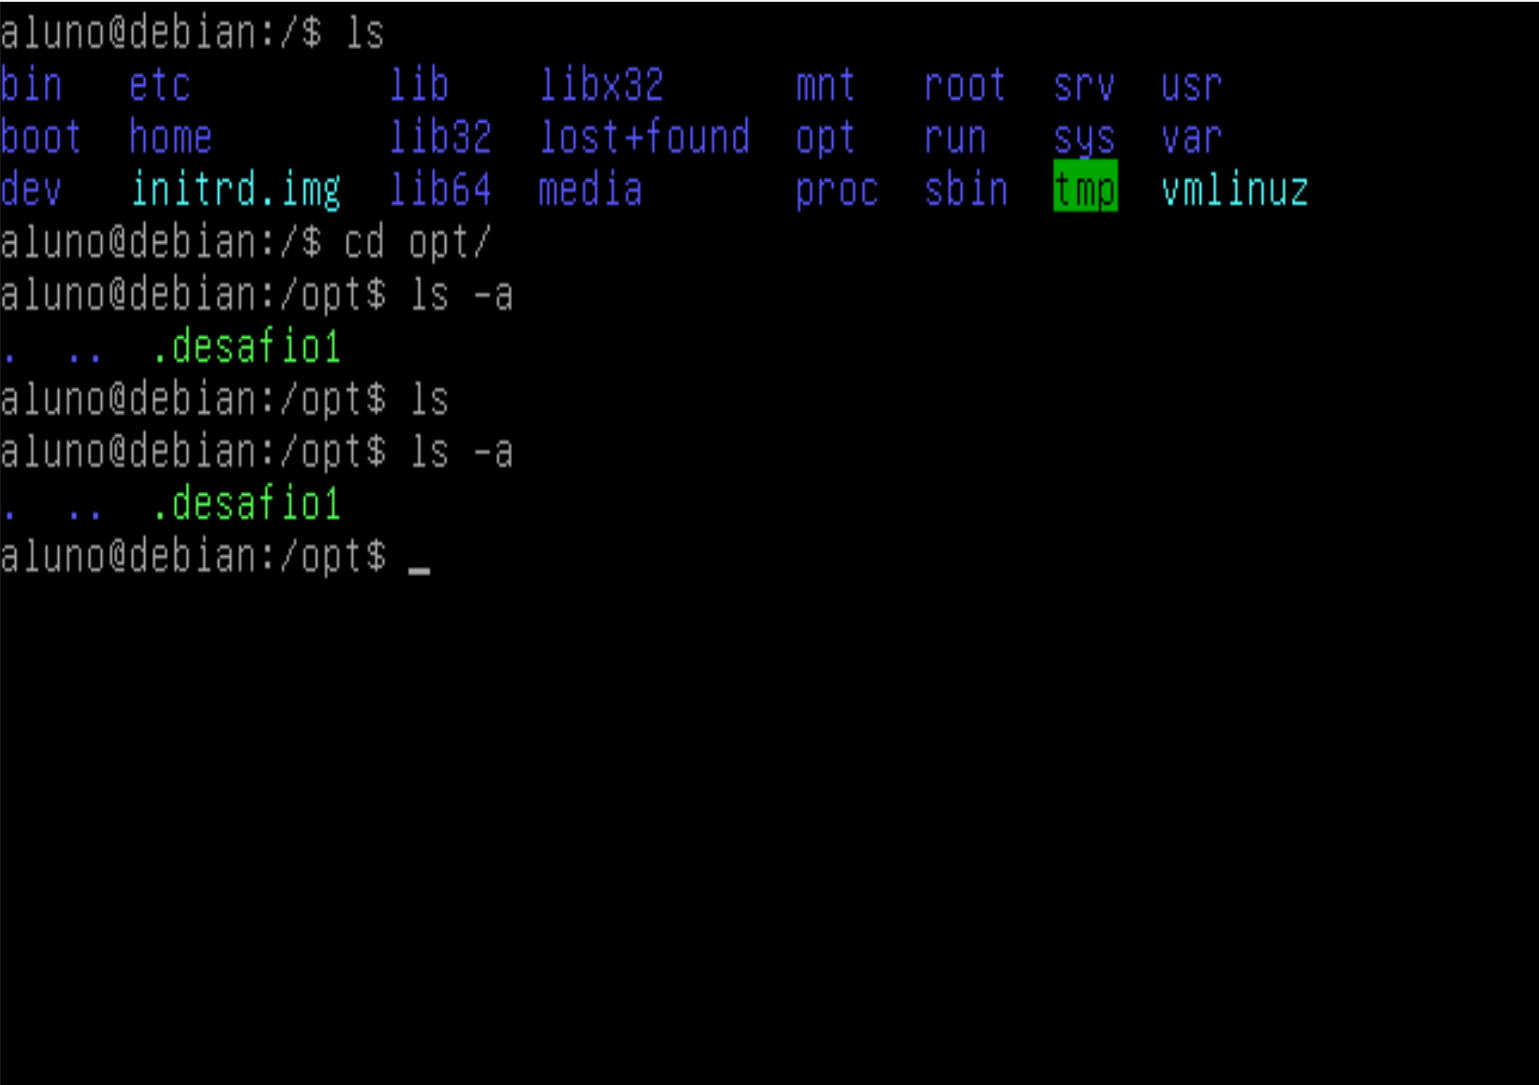 aluno@debian:/$ ls
bin   etc         lib    libx32      mnt   root  srv  usr
boot  home        lib32  lost+found  opt   run   sys  var
dev   initrd.img  lib64  media       proc  sbin  tmp  vmlinuz
aluno@debian:/$ cd opt/
aluno@debian:/opt$ ls -a
.  ..  .desafio1
aluno@debian:/opt$ ls
aluno@debian:/opt$ ls -a
.  ..  .desafio1
aluno@debian:/opt$ _